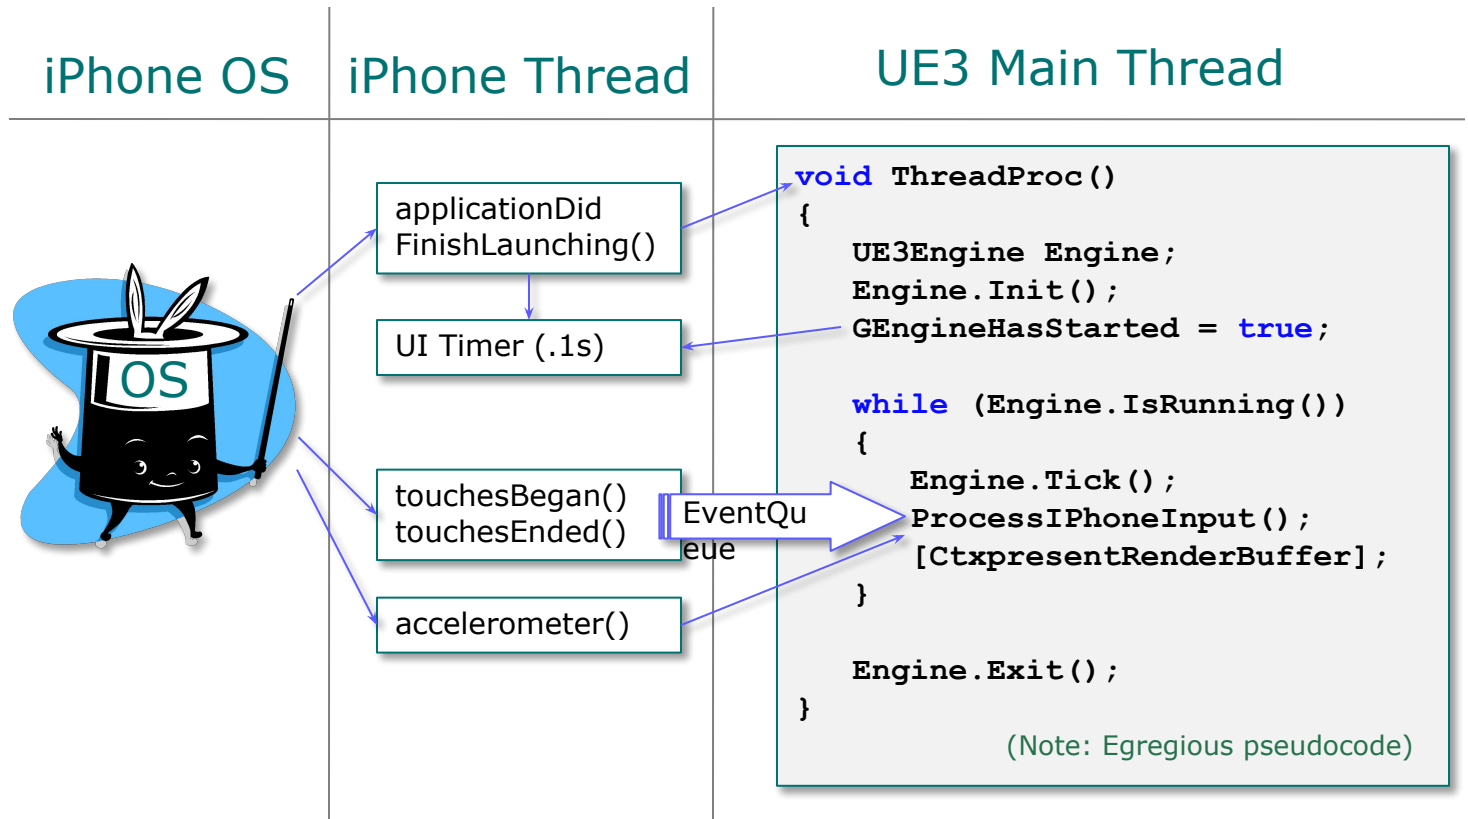 iPhone OS
iPhone Thread
UE3 Main Thread
OS
applicationDid
FinishLaunching()
UI Timer (.1s)
touchesBegan()
touchesEnded()
EventQu
eue
accelerometer()
void ThreadProc()
{
UE3Engine Engine;
Engine.Init();
GEngineHasStarted = true;
while (Engine.IsRunning())
{
Engine.Tick();
ProcessIPhoneInput();
[CtxpresentRenderBuffer];
}
Engine.Exit();
}
(Note: Egregious pseudocode)